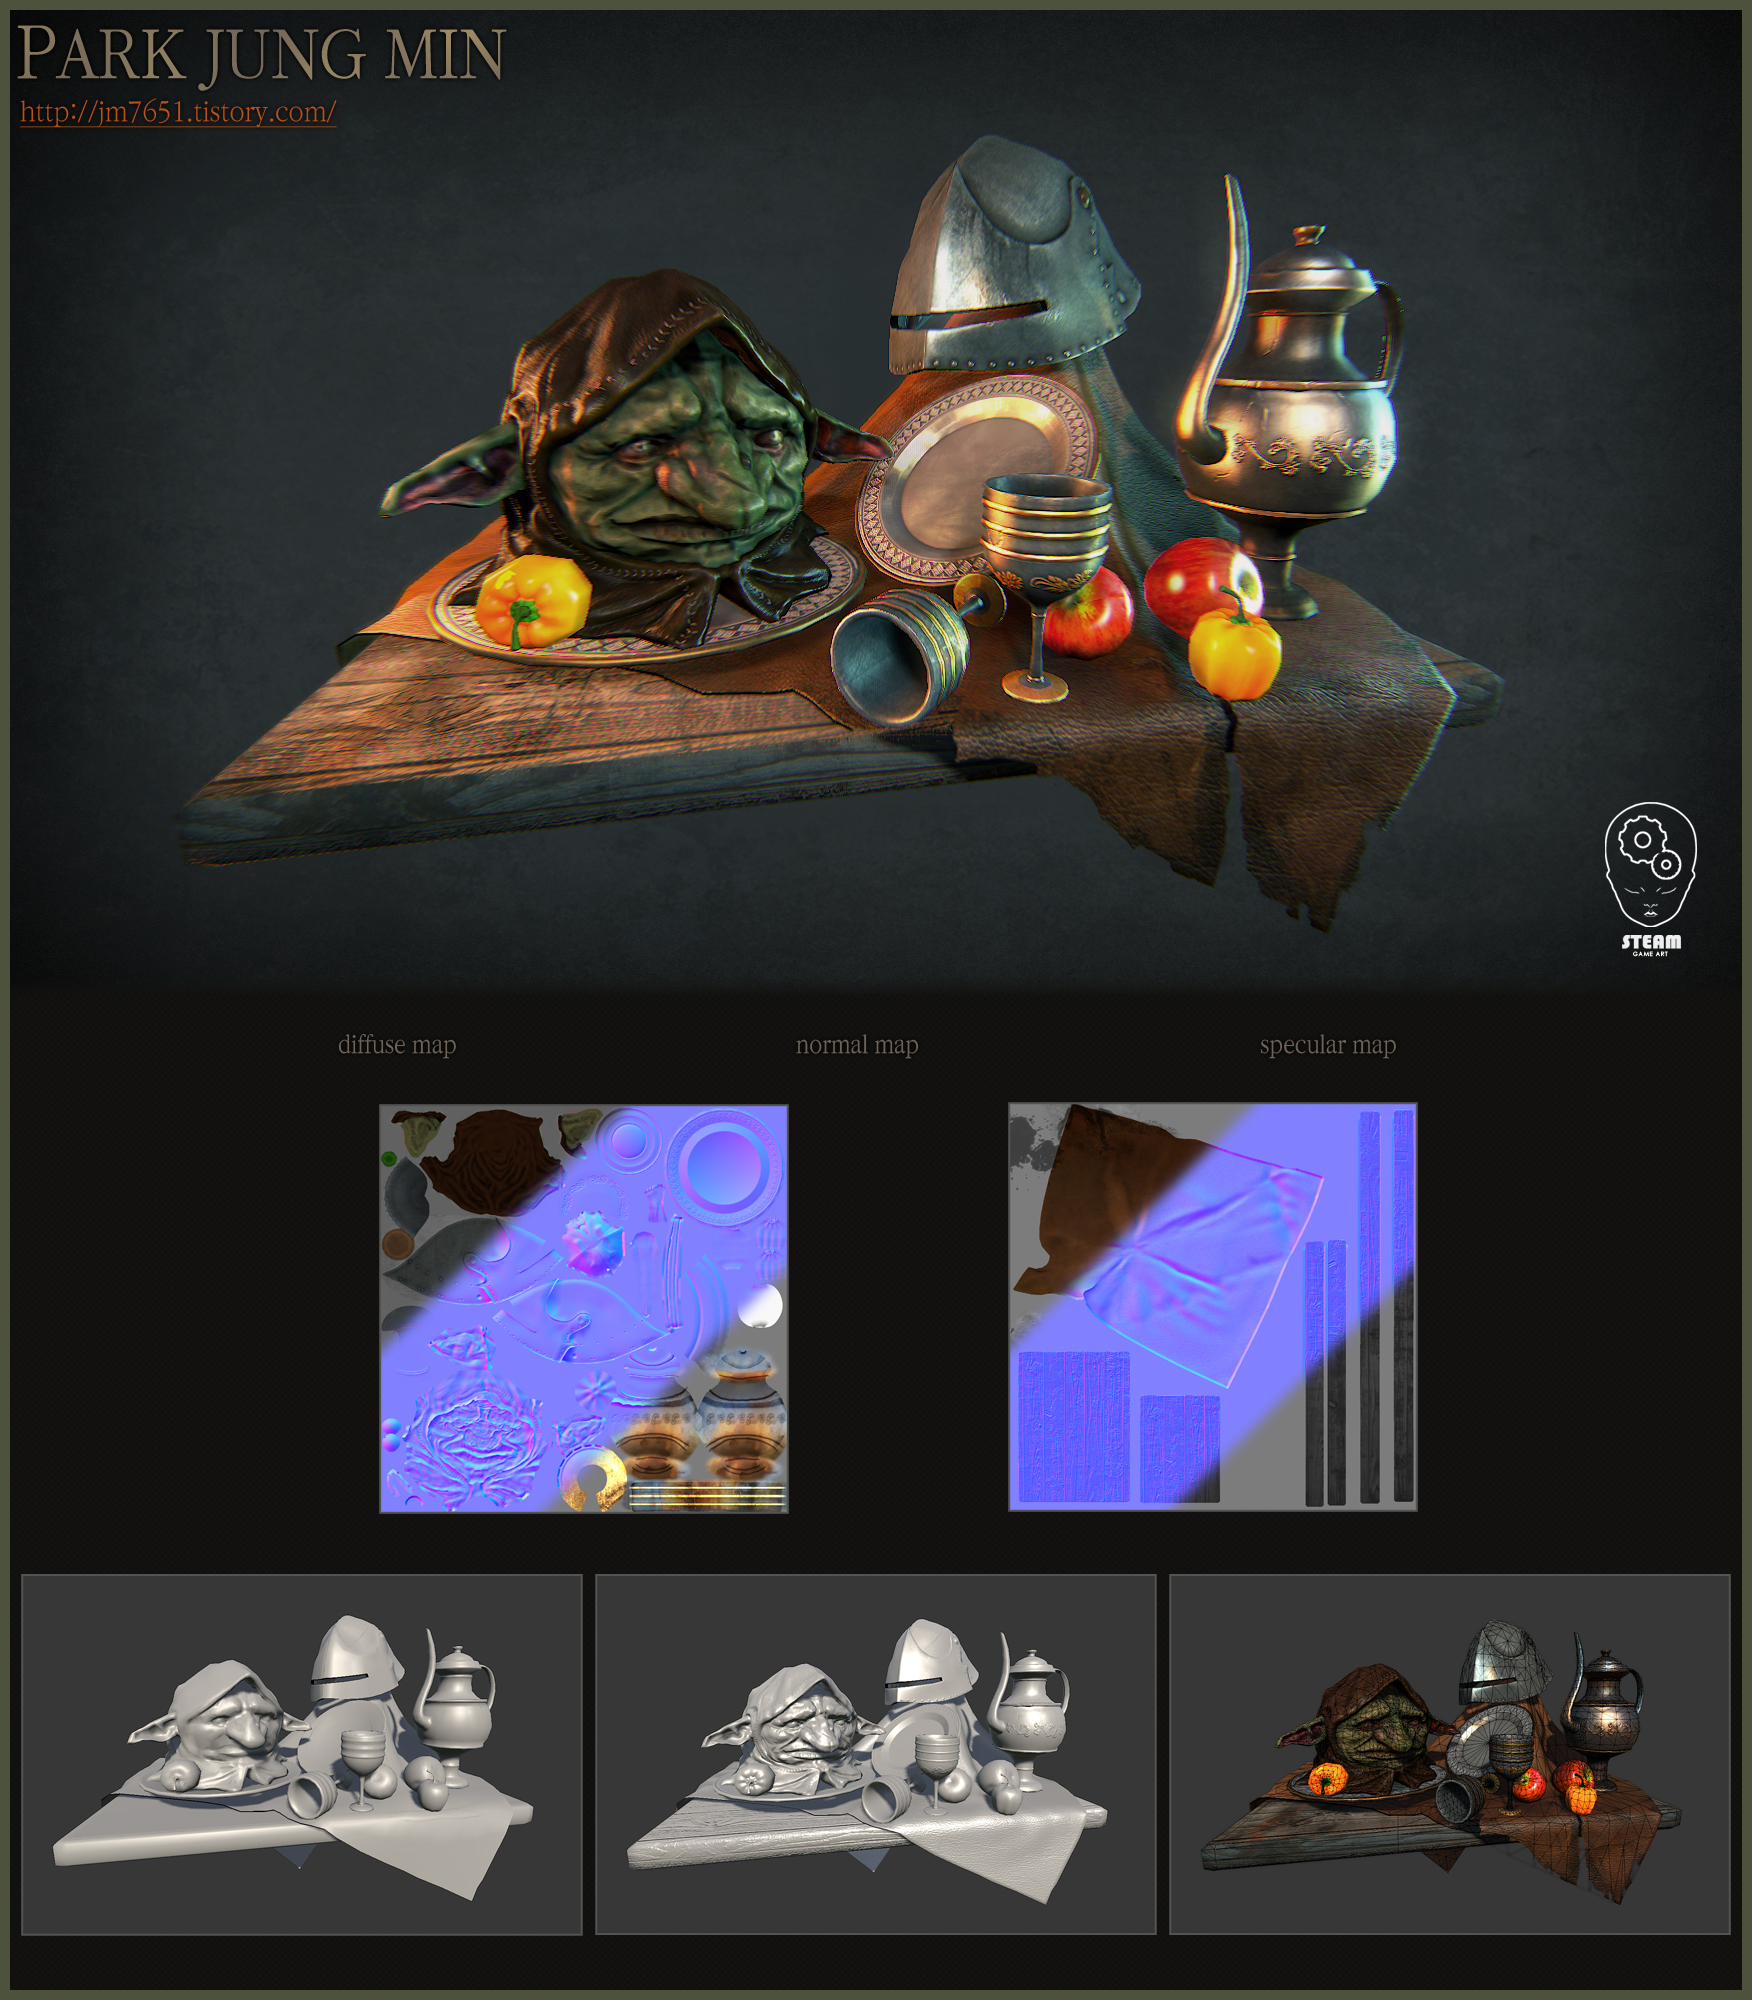 PARK JUNG MIN
http://jm7651.tistory.com/
STEAM
GAME ART
diffuse map
normal map
specular map